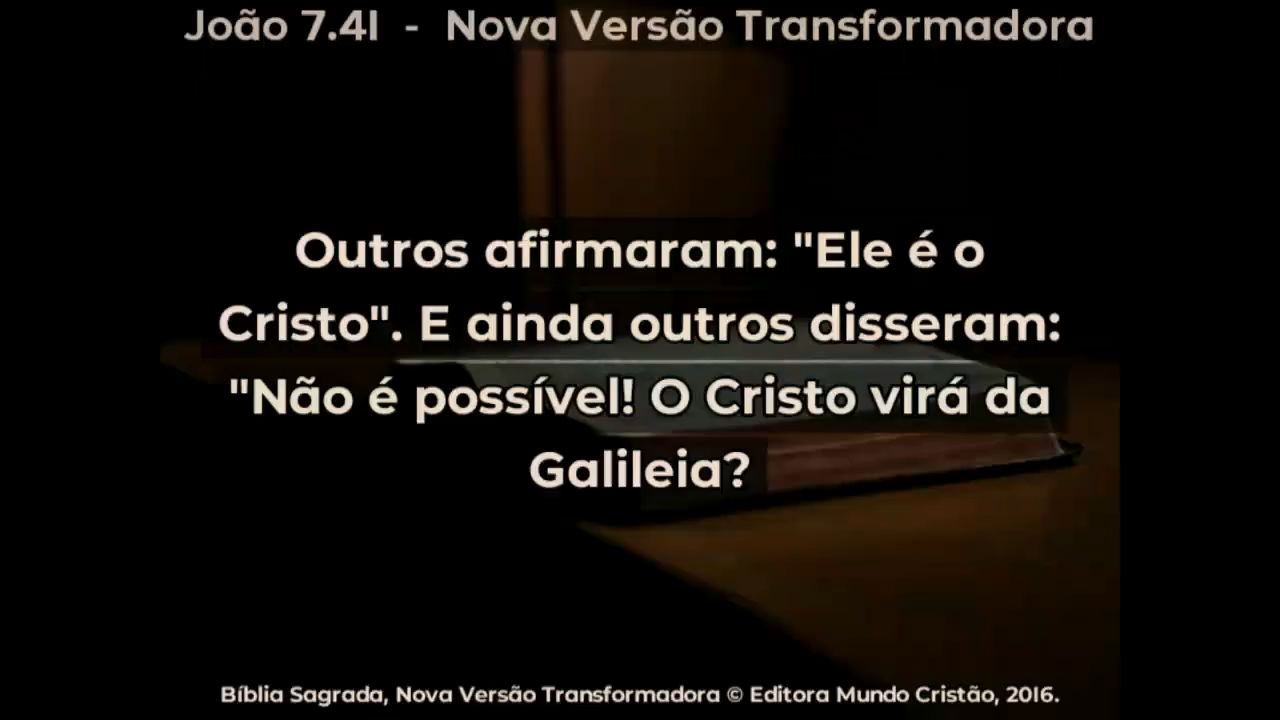 João 7.41 - Nova Versão Transformadora
Outros afirmaram: "Ele é o
Cristo". E ainda outros disseram:
"Não é possível! O Cristo virá da
Galileia?
Bíblia Sagrada, Nova Versão Transformadora © Editora Mundo Cristão, 2016.